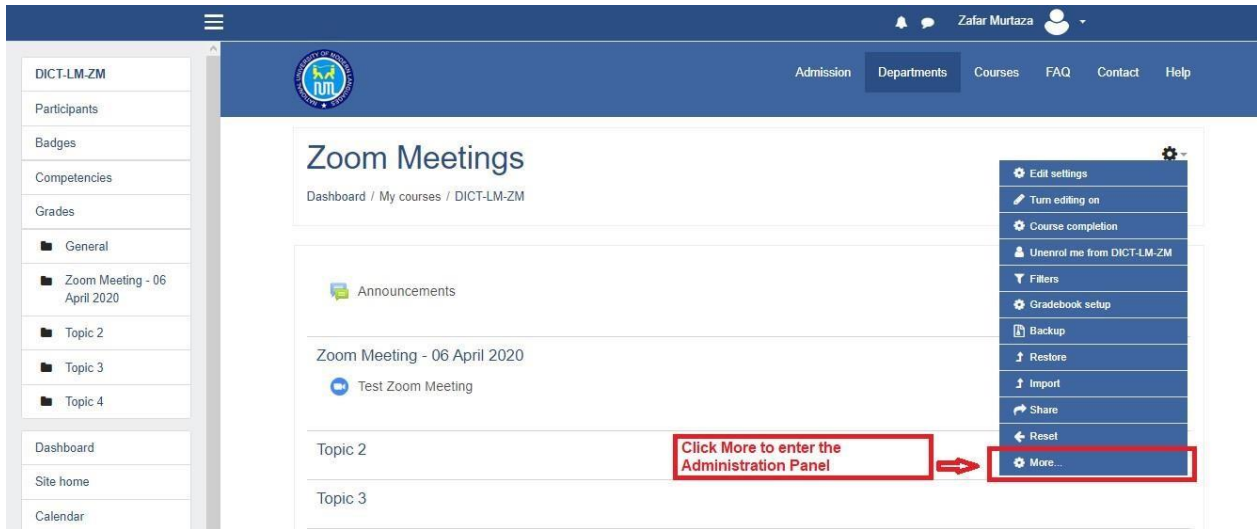 Zafar Murtaza
DICT-LM-ZM
Participants
Badges
Competencies
Grades
General
Zoom Meeting - 06
April 2020
Topic 2
Topic 3
Topic 4
Dashboard
Site home
Calendar
Admission Departments Courses FAQ Contact Help
Zoom Meetings
Dashboard / My courses / DICT-LM-ZM
Edit settings
Turn editing on
Course completion
Unenrol me from DICT-LM-ZM
Filters
Gradebook setup
Backup
Restore
Import
Share
Reset
More...
Announcements
Zoom Meeting - 06 April 2020
Test Zoom Meeting
Topic 2
Click More to enter the
Administration Panel
Topic 3